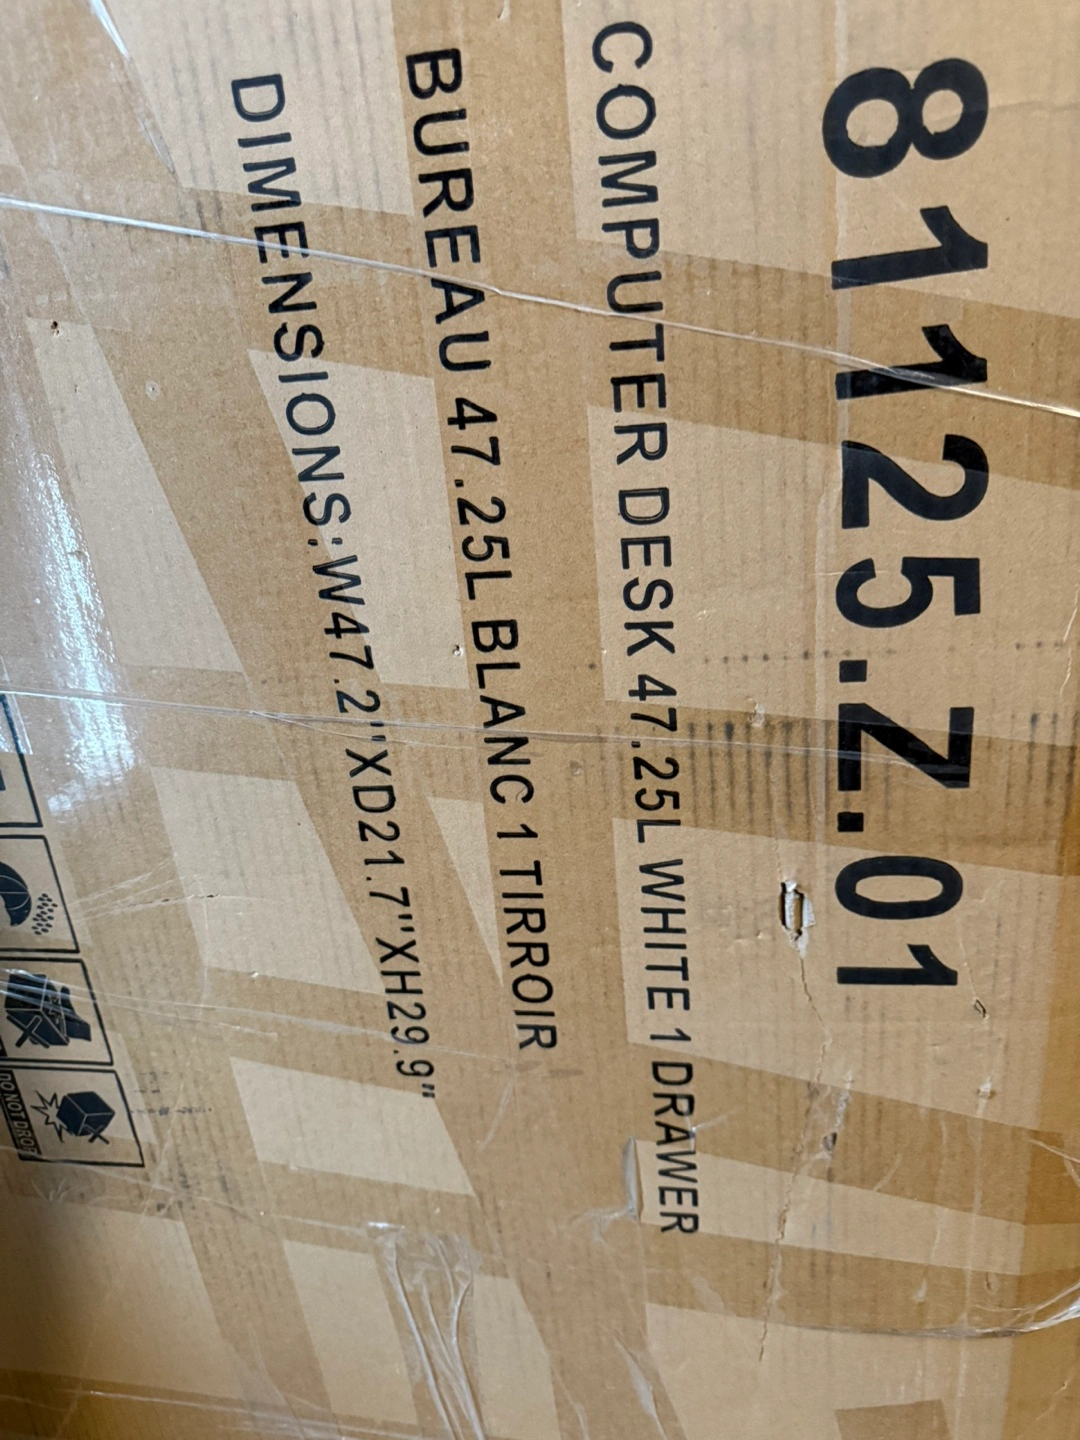 81125.Z.01
COMPUTER DESK 47.25L WHITE 1 DRAWER
BUREAU 47.25L BLANC 1 TIRROIR
DIMENSIONS:W47.2"XD21.7"XH29.9"
DO NOT DROP